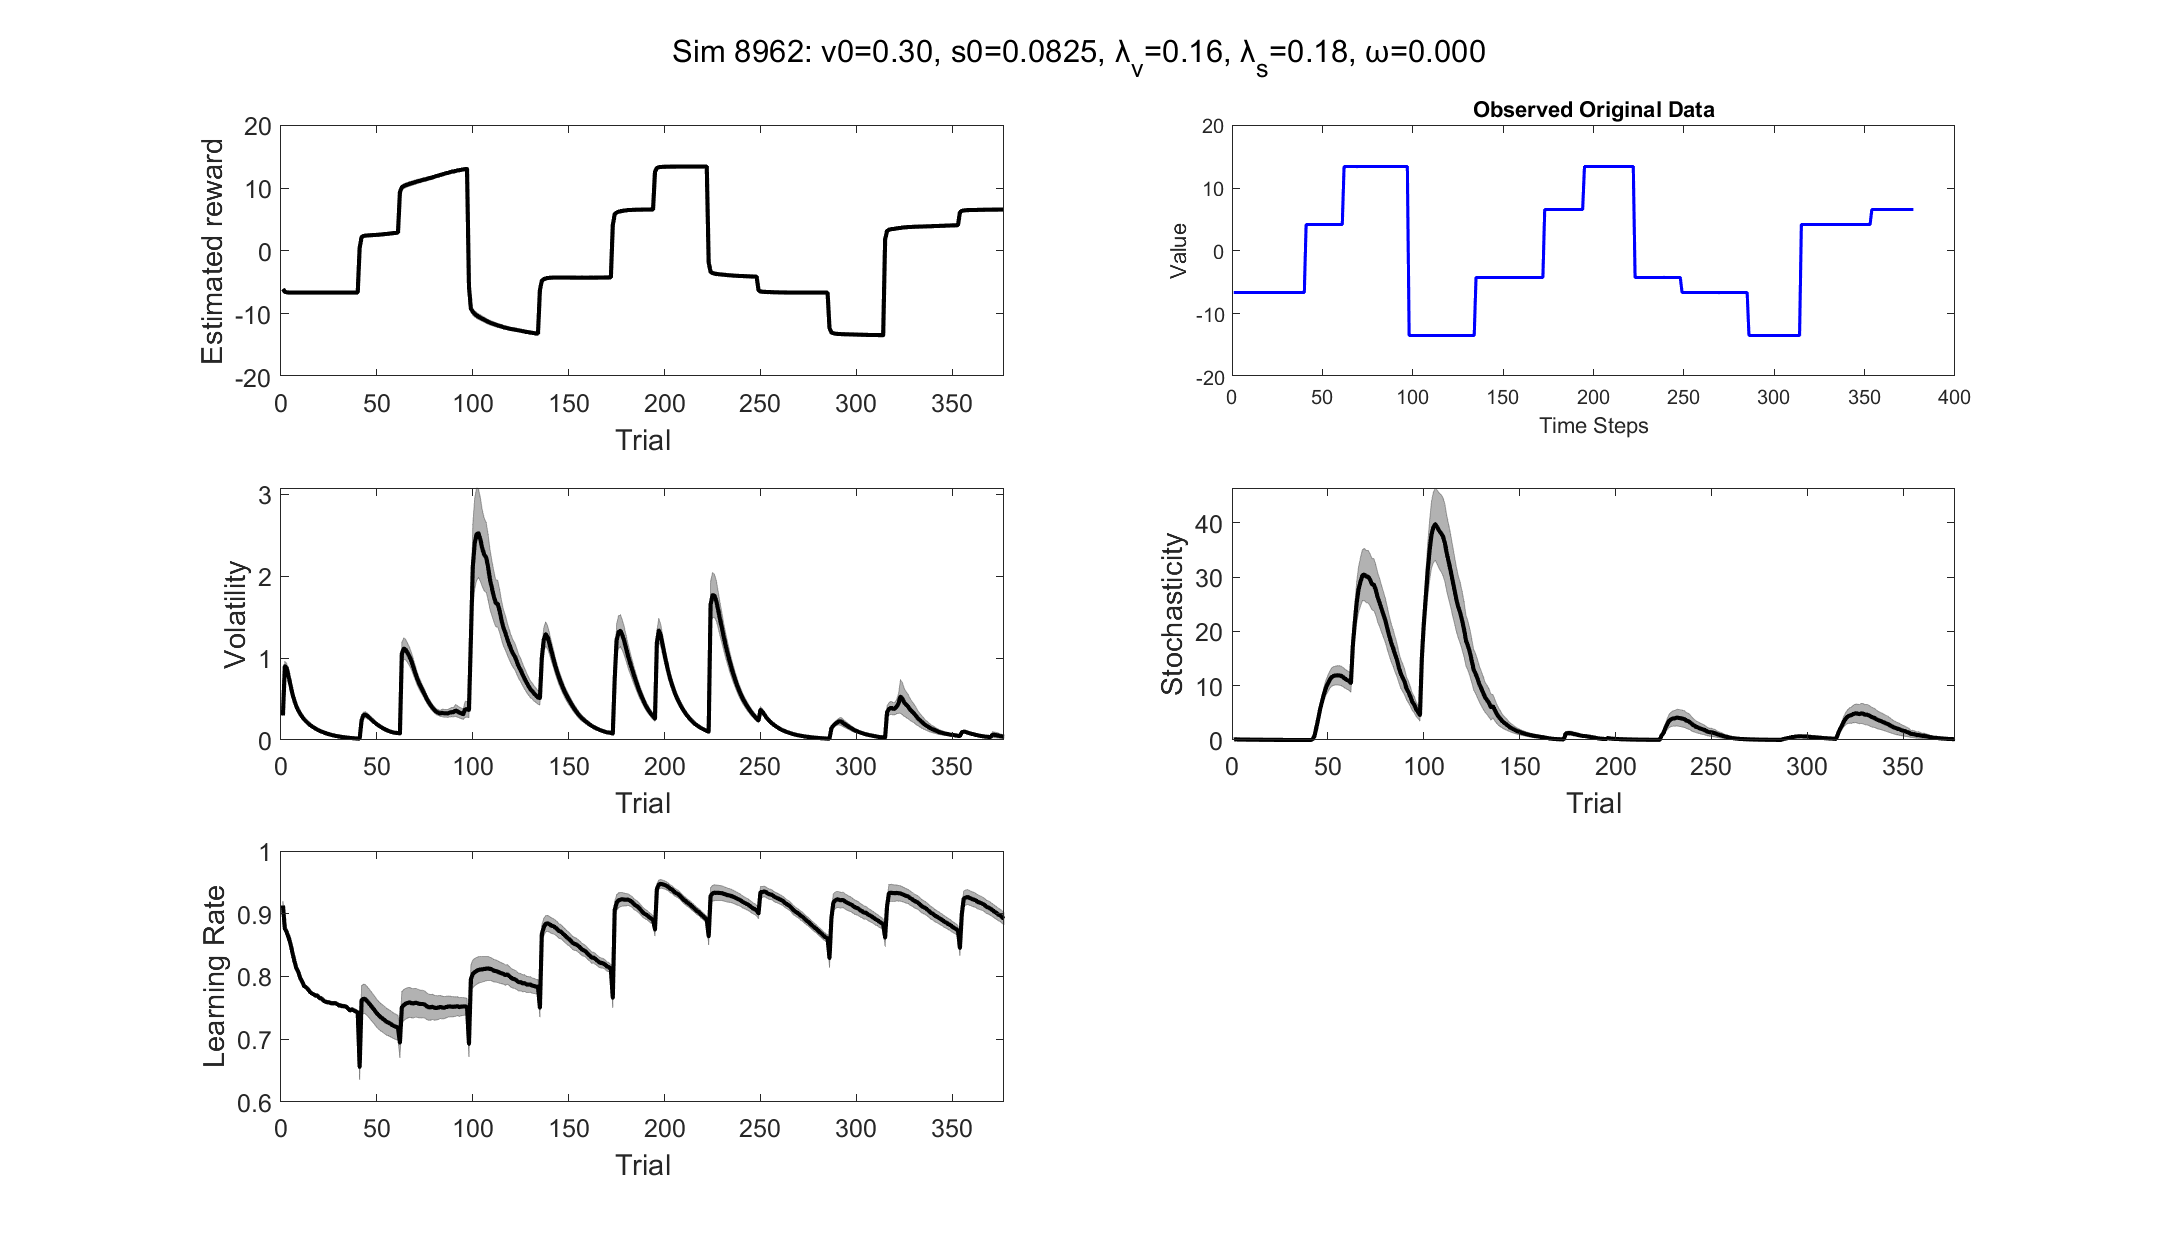 Sim 8962: v0=0.30, s0=0.0825, λv=0.16, λs=0.18, ω=0.000
20
10
0
-10
-20
Estimated reward
0 50 100 150 200 250 300 350
Trial
Observed Original Data
20
10
0
-10
-20
Value
0 50 100 150 200 250 300 350 400
Time Steps
3
2
1
0
Volatility
0 50 100 150 200 250 300 350
Trial
40
30
20
10
0
Stochasticity
0 50 100 150 200 250 300 350
Trial
1
0.9
0.8
0.7
0.6
Learning Rate
0 50 100 150 200 250 300 350
Trial